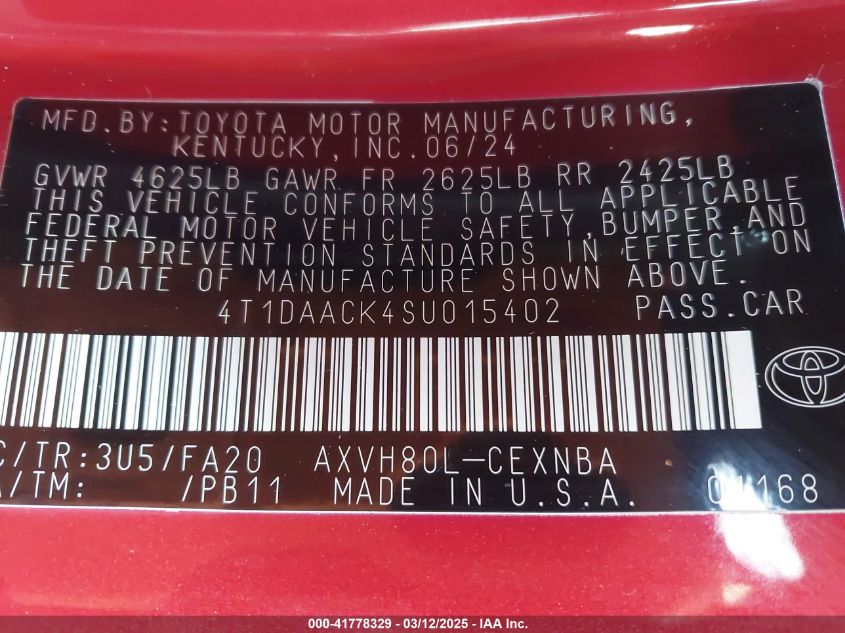 MFD.BY:TOYOTA MOTOR MANUFACTURING,
KENTUCKY,INC.06/24
GVWR 4625LB GAWR FR 2625LB RR 2425LB
THIS VEHICLE CONFORMS TO ALL APPLICABLE
FEDERAL MOTOR VEHICLE SAFETY,BUMPER,AND
THEFT PREVENTION STANDARDS IN EFFECT ON
THE DATE OF MANUFACTURE SHOWN ABOVE.
4T1DAACK4SU015402 PASS.CAR
C/TR:3U5/FA20 AXVH80L-CEXNBA
A/TM: /PB11 MADE IN U.S.A. 01168
000-41778329 - 03/12/2025 - IAA Inc.